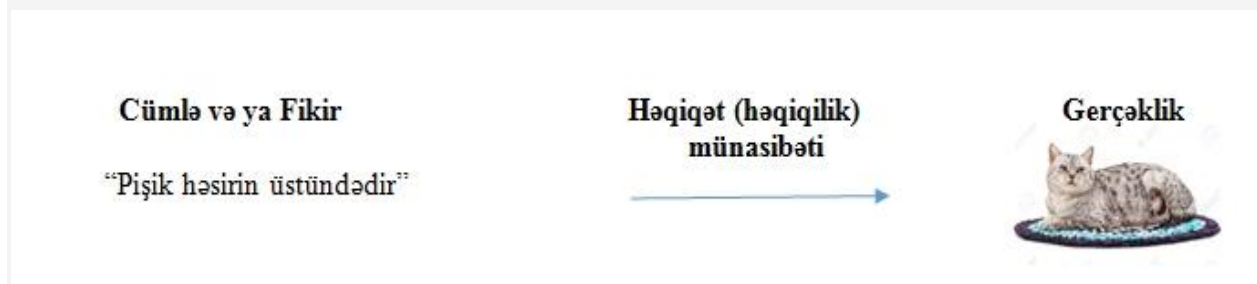 Cümlə və ya Fikir
“Pişik həsirin üstündədir”
Həqiqət (həqiqilik)
münasibəti
Gerçəklik